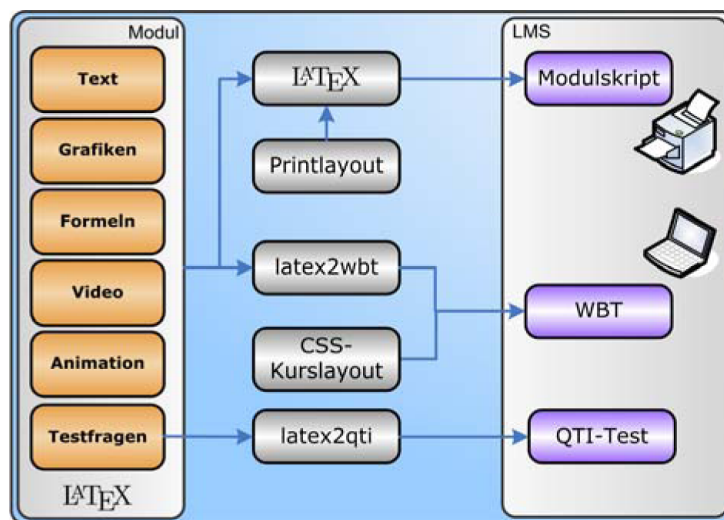 Modul
Text
Grafiken
Formeln
Video
Animation
Testfragen
LATEX
LATEX
Printlayout
latex2wbt
CSS-
Kurslayout
latex2qti
LMS
Modulskript
WBT
QTI-Test